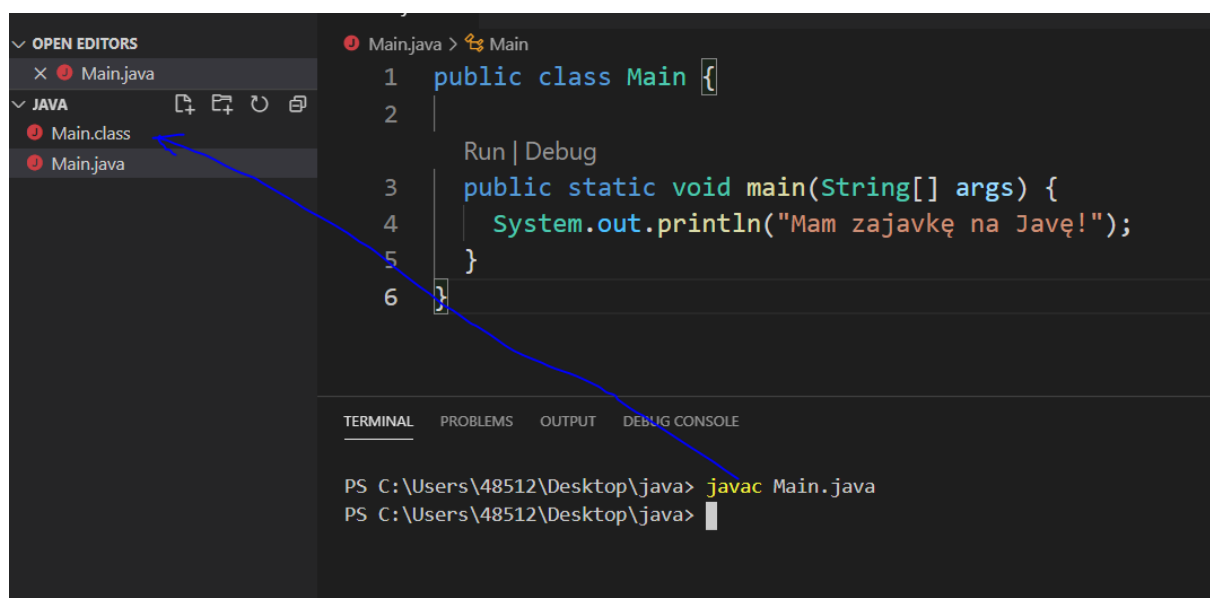 OPEN EDITORS
Main.java
JAVA
Main.class
Main.java
Main.java > Main
1 public class Main {
2
Run | Debug
3 public static void main(String[] args) {
4 System.out.println("Mam zajavkę na Javę!");
5 }
6 }
TERMINAL PROBLEMS OUTPUT DEBUG CONSOLE
PS C:\Users\48512\Desktop\java> javac Main.java
PS C:\Users\48512\Desktop\java>